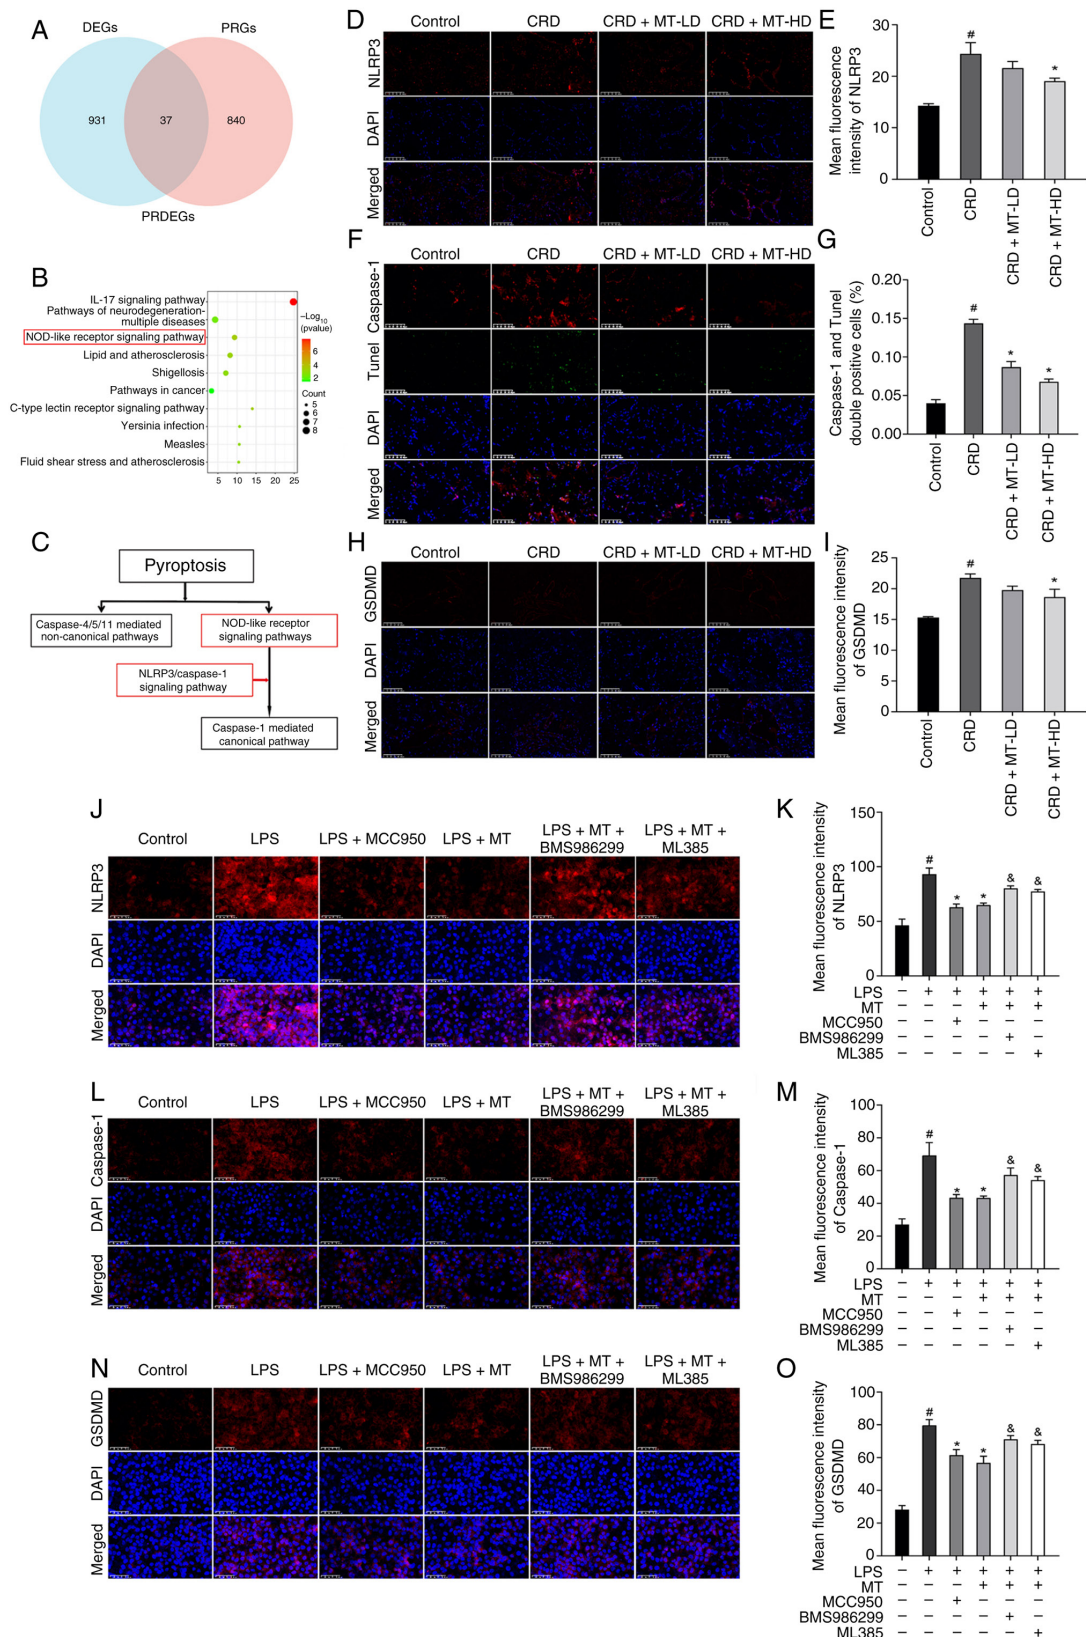 A
DEGs
PRGs
931
37
840
PRDEGs
B
IL-17 signaling pathway
Pathways of neurodegeneration-
multiple diseases
NOD-like receptor signaling pathway
Lipid and atherosclerosis
Shigellosis
Pathways in cancer
C-type lectin receptor signaling pathway
Yersinia infection
Measles
Fluid shear stress and atherosclerosis
5 10 15 20 25
–Log10
(pvalue)
6
4
2
Count
5
6
7
8
C
Pyroptosis
Caspase-4/5/11 mediated
non-canonical pathways
NOD-like receptor
signaling pathways
NLRP3/caspase-1
signaling pathway
Caspase-1 mediated
canonical pathway
D
Control CRD CRD + MT-LD CRD + MT-HD
NLRP3
DAPI
Merged
E
Mean fluorescence
intensity of NLRP3
30
20
10
0
# *
Control
CRD
CRD + MT-LD
CRD + MT-HD
F
Control CRD CRD + MT-LD CRD + MT-HD
Caspase-1
Tunel
DAPI
Merged
G
Caspase-1 and Tunel
double positive cells (%)
0.20
0.15
0.10
0.05
0.00
# * *
Control
CRD
CRD + MT-LD
CRD + MT-HD
H
Control CRD CRD + MT-LD CRD + MT-HD
GSDMD
DAPI
Merged
I
Mean fluorescence intensity
of GSDMD
25
20
15
10
5
0
# *
Control
CRD
CRD + MT-LD
CRD + MT-HD
J
Control LPS LPS + MCC950 LPS + MT LPS + MT +
BMS986299 LPS + MT +
ML385
NLRP3
DAPI
Merged
K
Mean fluorescence intensity
of NLRP3
150
100
50
0
# * * & &
LPS – + + + + +
MT – – – + + +
MCC950 – – + – – –
BMS986299 – – – – + –
ML385 – – – – – +
L
Control LPS LPS + MCC950 LPS + MT LPS + MT +
BMS986299 LPS + MT +
ML385
Caspase-1
DAPI
Merged
M
Mean fluorescence intensity
of Caspase-1
100
80
60
40
20
0
# * * & &
LPS – + + + + +
MT – – – + + +
MCC950 – – + – – –
BMS986299 – – – – + –
ML385 – – – – – +
N
Control LPS LPS + MCC950 LPS + MT LPS + MT +
BMS986299 LPS + MT +
ML385
GSDMD
DAPI
Merged
O
Mean fluorescence intensity
of GSDMD
100
80
60
40
20
0
# * * & &
LPS – + + + + +
MT – – – + + +
MCC950 – – + – – –
BMS986299 – – – – + –
ML385 – – – – – +